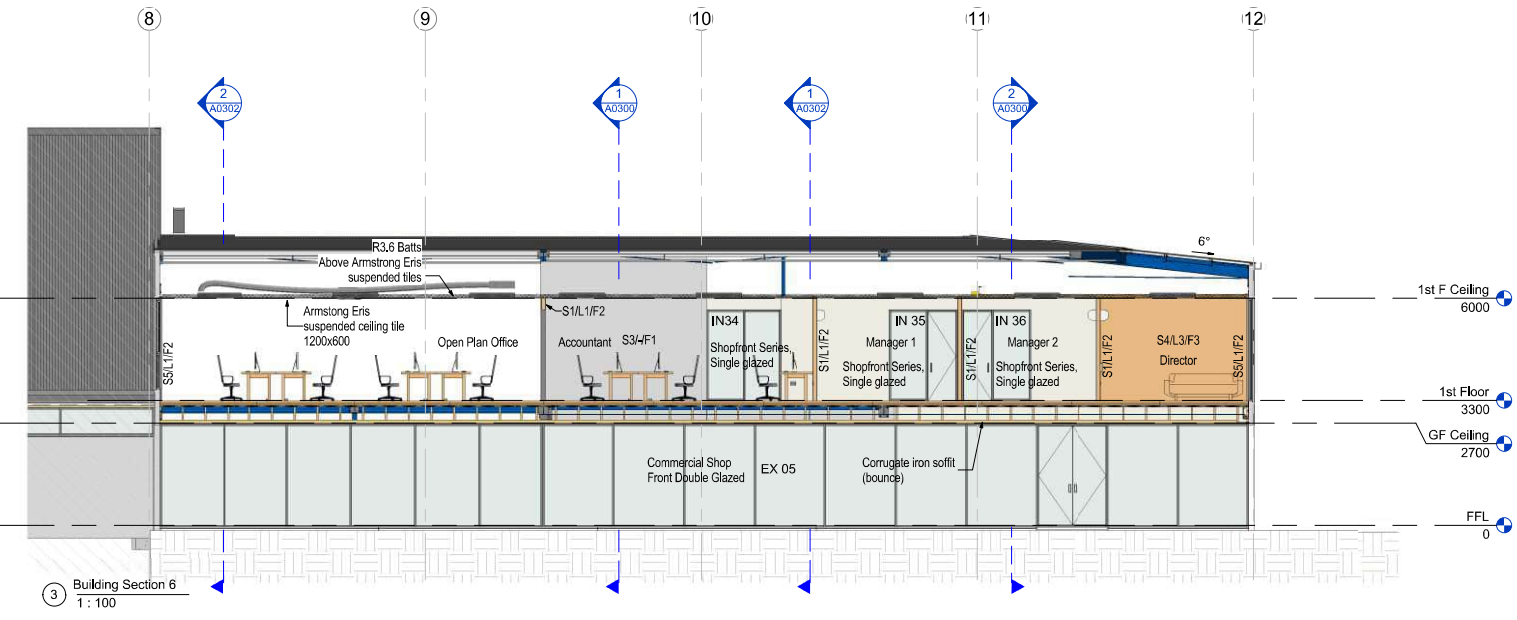 8
9
10
11
12
2
A0302
1
A0300
1
A0302
2
A0300
6°
R3.6 Batts
Above Armstrong Eris
suspended tiles
Armstong Eris
suspended ceiling tile
1200x600
S5/L1/F2
Open Plan Office
S1/L1/F2
Accountant
S3/-/F1
IN34
Shopfront Series,
Single glazed
S1/L1/F2
IN 35
Manager 1
Shopfront Series,
Single glazed
S1/L1/F2
IN 36
Manager 2
Shopfront Series,
Single glazed
S1/L1/F2
S4/L3/F3
Director
S5/L1/F2
1st F Ceiling
6000
1st Floor
3300
GF Ceiling
2700
FFL
0
Commercial Shop
Front Double Glazed
EX 05
Corrugate iron soffit
(bounce)
3
Building Section 6
1 : 100